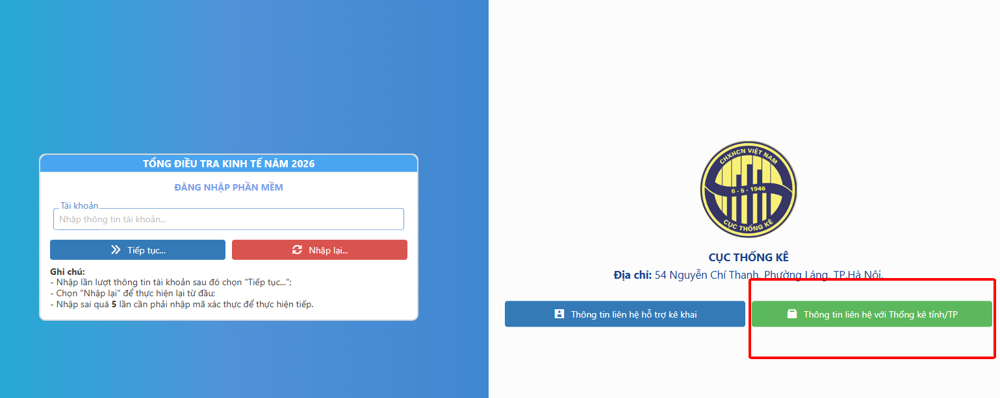 TỔNG ĐIỀU TRA KINH TẾ NĂM 2026
ĐĂNG NHẬP PHẦN MỀM
Tài khoản
Nhập thông tin tài khoản...
Tiếp tục...
Nhập lại...
Ghi chú:
- Nhập lần lượt thông tin tài khoản sau đó chọn "Tiếp tục...";
- Chọn "Nhập lại" để thực hiện lại từ đầu;
- Nhập sai quá 5 lần cần phải nhập mã xác thực để thực hiện tiếp.
CHXHCN VIỆT NAM
6 - 5 - 1946
CỤC THỐNG KÊ
CỤC THỐNG KÊ
Địa chỉ: 54 Nguyễn Chí Thanh, Phường Láng, TP.Hà Nội.
Thông tin liên hệ hỗ trợ kê khai
Thông tin liên hệ với Thống kê tỉnh/TP